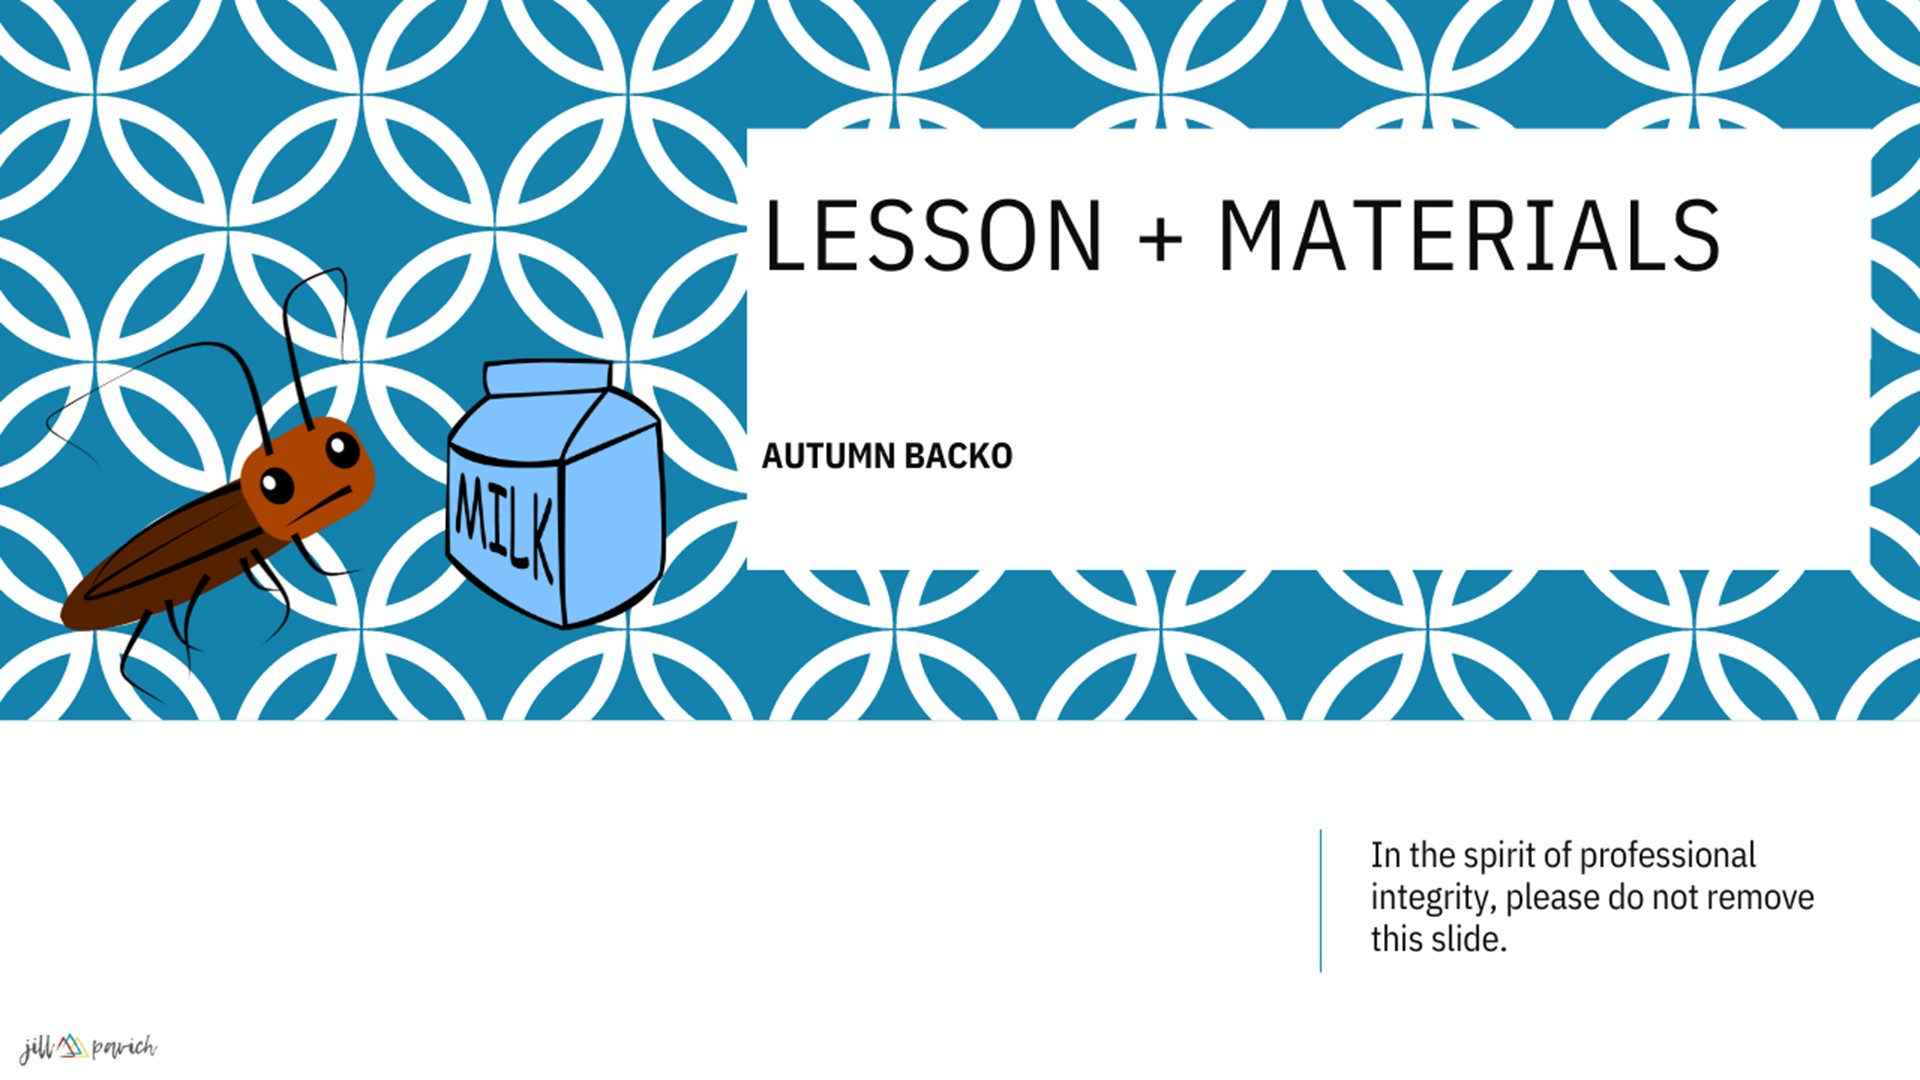 LESSON + MATERIALS
AUTUMN BACKO
MILK
In the spirit of professional
integrity, please do not remove
this slide.
jill pavich